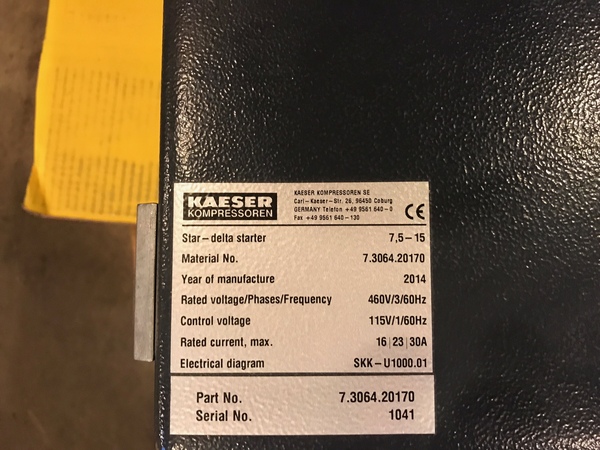 KAESER
KOMPRESSOREN
KAESER KOMPRESSOREN SE
Carl-Kaeser-Str. 26, 96450 Coburg
GERMANY Telefon +49 9561 640-0
Fax +49 9561 640-130
CE
Star-delta starter 7,5-15
Material No. 7.3064.20170
Year of manufacture 2014
Rated voltage/Phases/Frequency 460V/3/60Hz
Control voltage 115V/1/60Hz
Rated current, max. 16|23|30A
Electrical diagram SKK-U1000.01
Part No. 7.3064.20170
Serial No. 1041